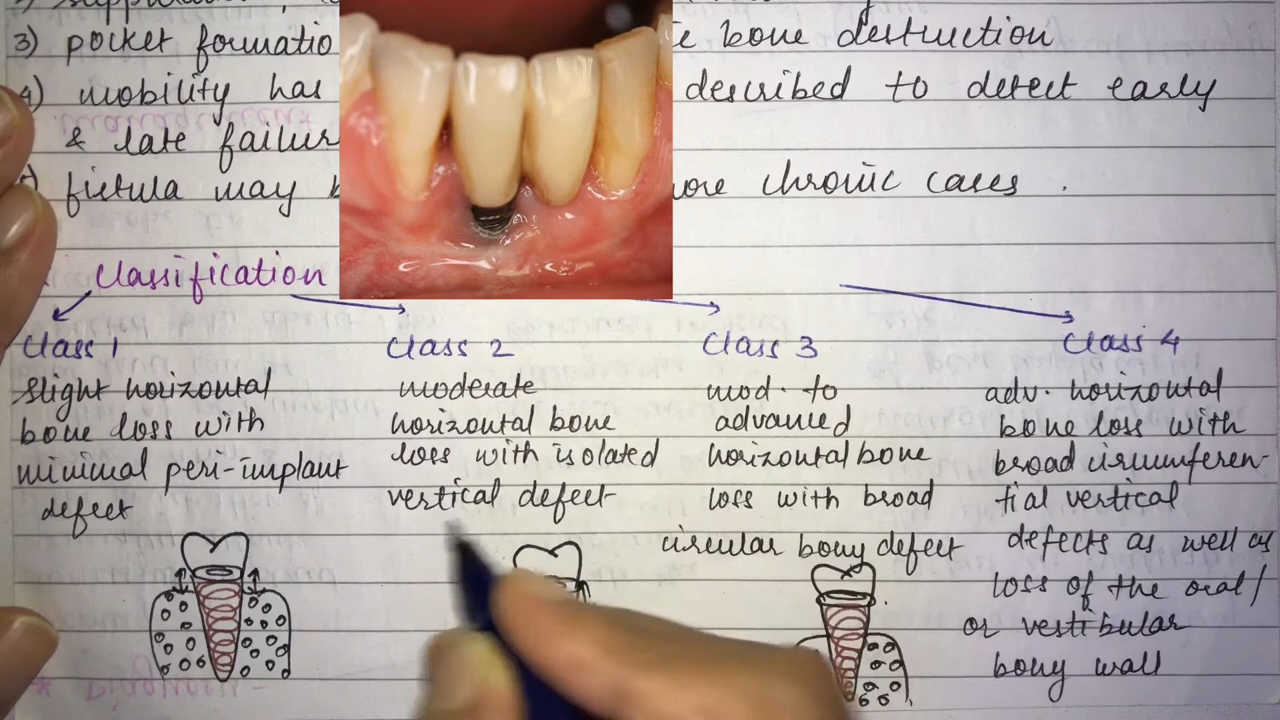 3) pocket formatio
e bone destruction
4) mobility has
described to detect early
& late failur
fistula may b
chronic cases .
Classification
Class 1
slight horizontal
bone loss with
minimal peri-implant
defect
Class 2
moderate
horizontal bone
loss with isolated
vertical defect
Class 3
mod. to
advanced
horizontal bone
loss with broad
circular bony defect
Class 4
adv. horizontal
bone loss with
broad circumferen-
tial vertical
defects as well as
loss of the oral/
or vestibular
bony wall